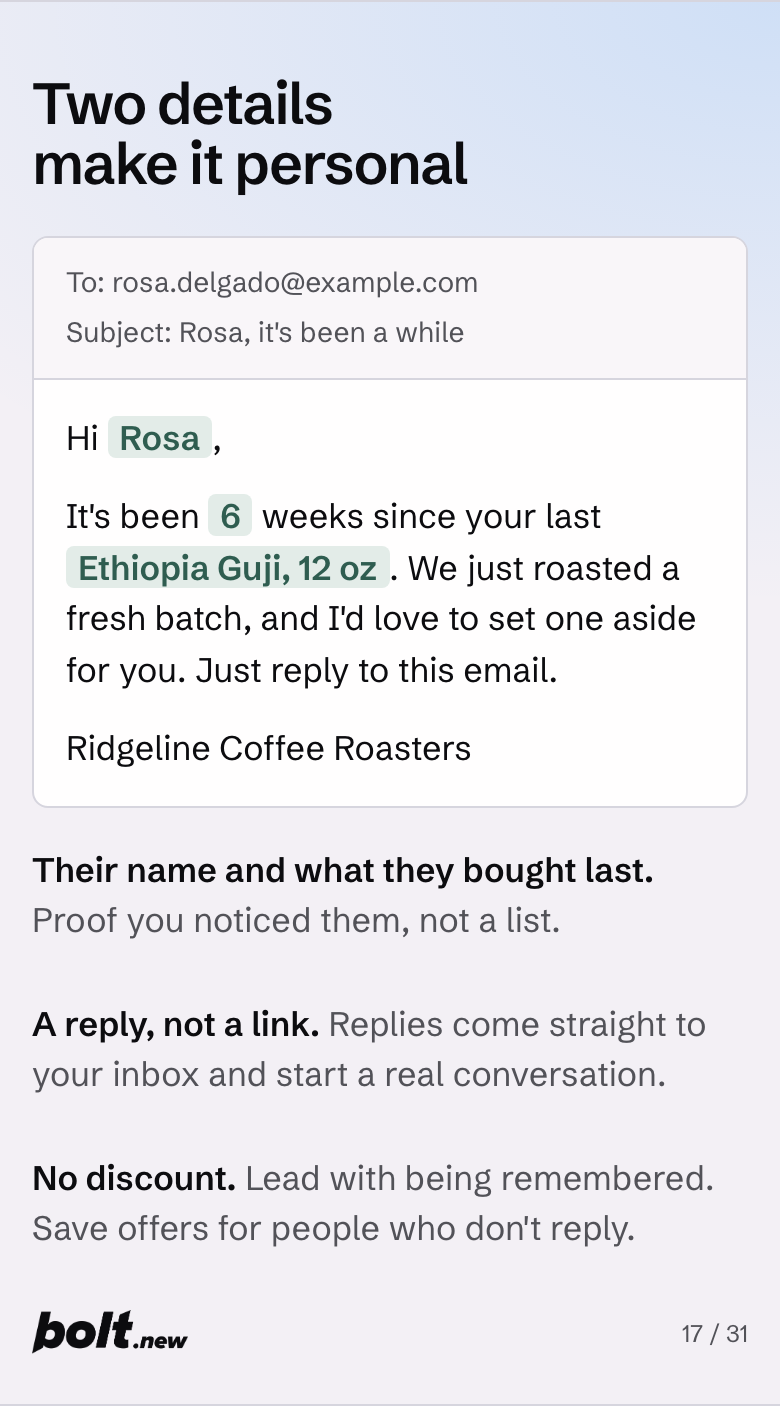 Two details
make it personal
To: rosa.delgado@example.com
Subject: Rosa, it's been a while
Hi Rosa,
It's been 6 weeks since your last
Ethiopia Guji, 12 oz. We just roasted a
fresh batch, and I'd love to set one aside
for you. Just reply to this email.
Ridgeline Coffee Roasters
Their name and what they bought last.
Proof you noticed them, not a list.
A reply, not a link. Replies come straight to
your inbox and start a real conversation.
No discount. Lead with being remembered.
Save offers for people who don't reply.
bolt.new
17 / 31